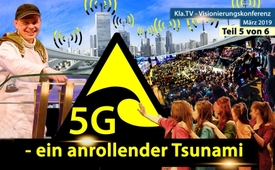 Kla.TV - Visionierungskonferenz
März 2019
Teil 5 von 6
5G
- ein anrollender Tsunami